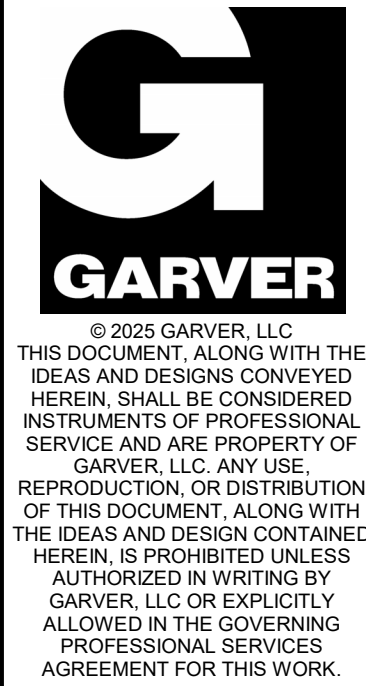 GARVER
© 2025 GARVER, LLC
THIS DOCUMENT, ALONG WITH THE
IDEAS AND DESIGNS CONVEYED
HEREIN, SHALL BE CONSIDERED
INSTRUMENTS OF PROFESSIONAL
SERVICE AND ARE PROPERTY OF
GARVER, LLC. ANY USE,
REPRODUCTION, OR DISTRIBUTION
OF THIS DOCUMENT, ALONG WITH
THE IDEAS AND DESIGN CONTAINED
HEREIN, IS PROHIBITED UNLESS
AUTHORIZED IN WRITING BY
GARVER, LLC OR EXPLICITLY
ALLOWED IN THE GOVERNING
PROFESSIONAL SERVICES
AGREEMENT FOR THIS WORK.